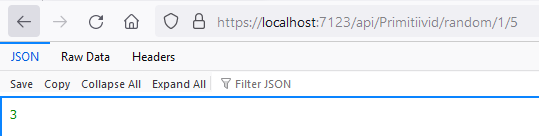 https://localhost:7123/api/Primitiivid/random/1/5
JSON Raw Data Headers
Save Copy Collapse All Expand All Filter JSON
3